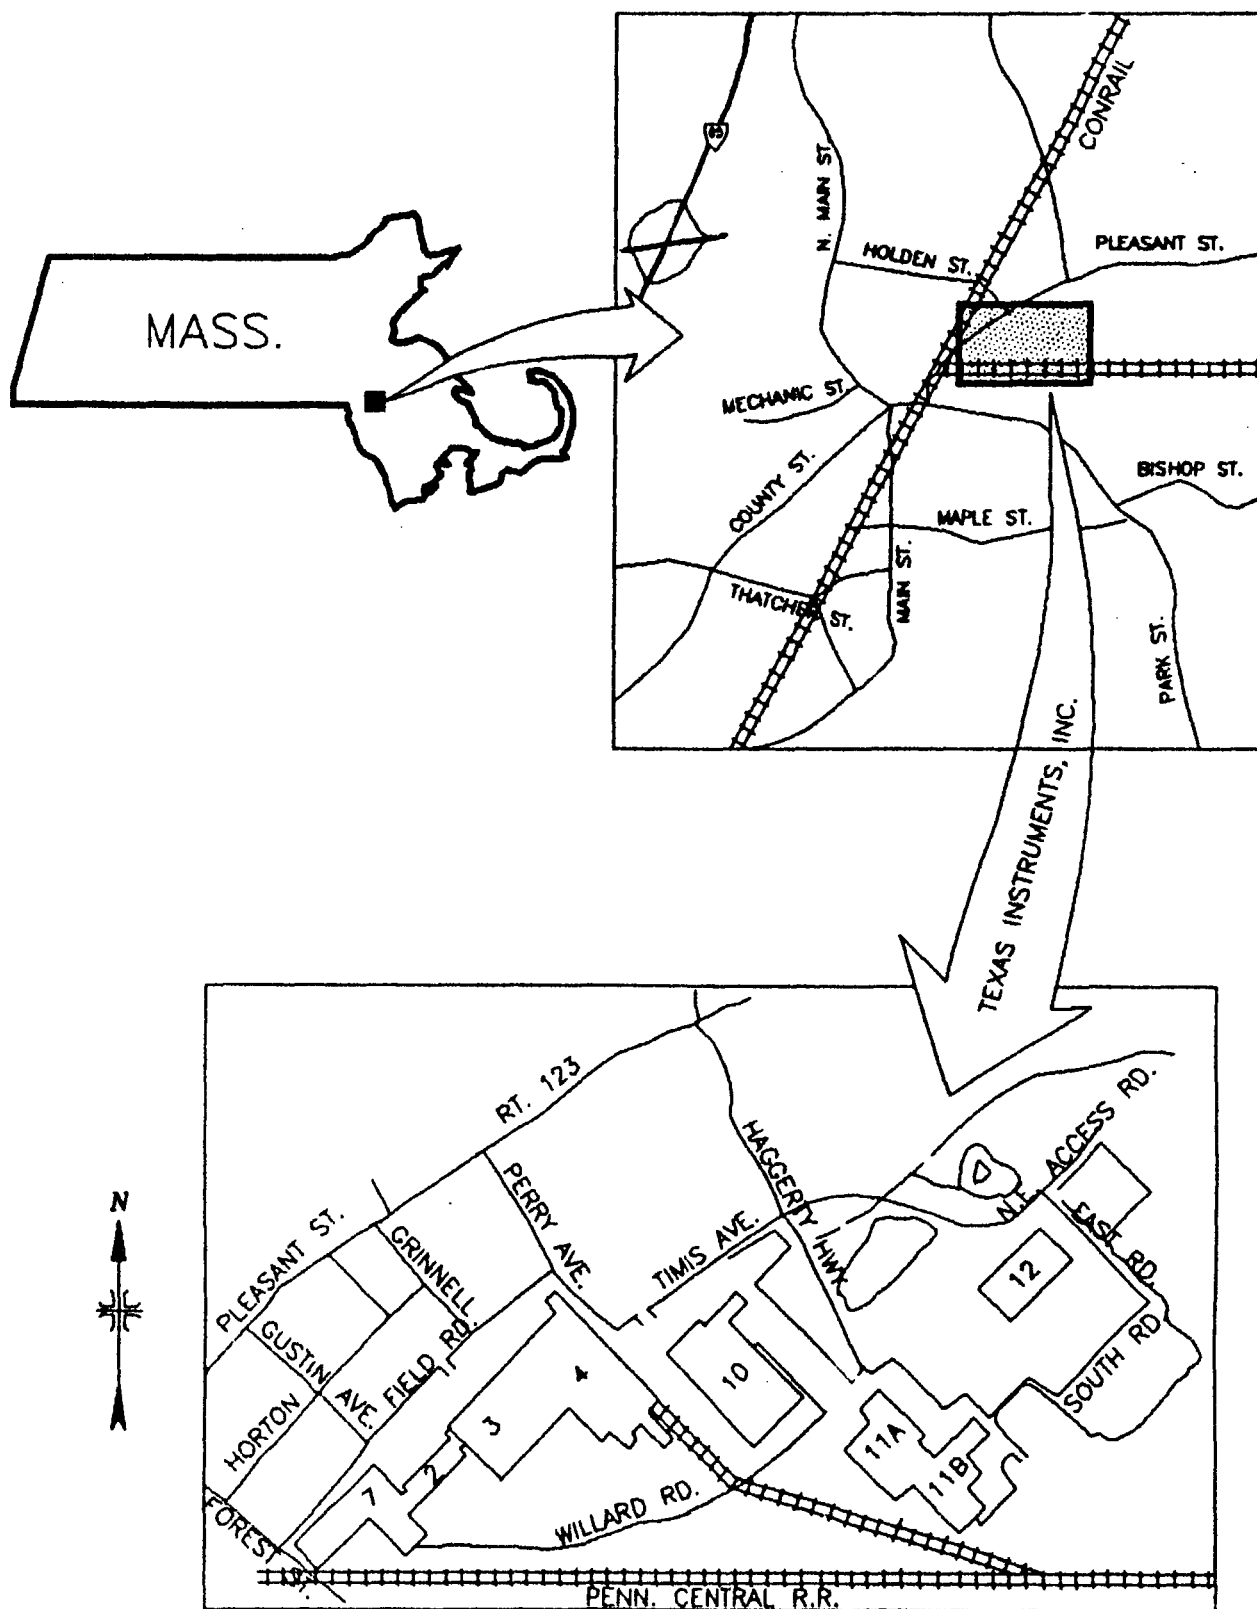 MASS.
95
CONRAIL
N. MAIN ST.
HOLDEN ST.
PLEASANT ST.
MECHANIC ST.
COUNTY ST.
BISHOP ST.
MAPLE ST.
THATCHER ST.
MAIN ST.
PARK ST.
TEXAS INSTRUMENTS, INC.
RT. 123
PLEASANT ST.
PERRY AVE.
HAGGERTY HWK.
N.E. ACCESS RD.
TIMIS AVE.
GRINNELL
EAST RD.
12
GUSTIN AVE.
FIELD RD.
4
10
SOUTH RD.
HORTON
3
11A
2
11B
7
WILLARD RD.
FOREST ST.
PENN. CENTRAL R.R.
N